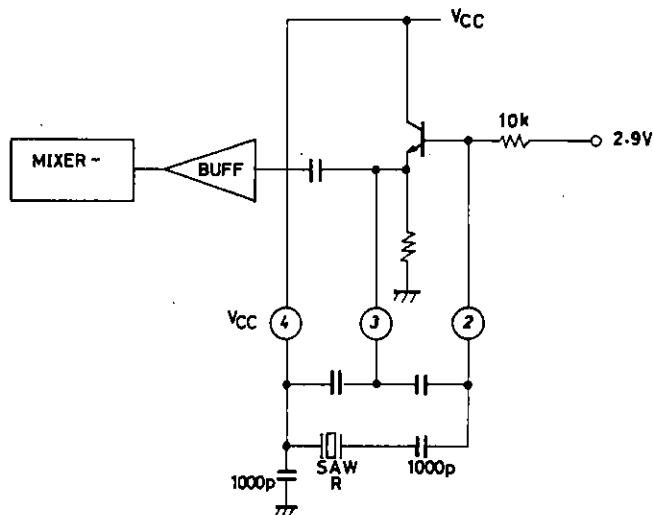 VCC
10k
2.9V
MIXER~
BUFF
VCC
4
3
2
1000p
SAW
R
1000p